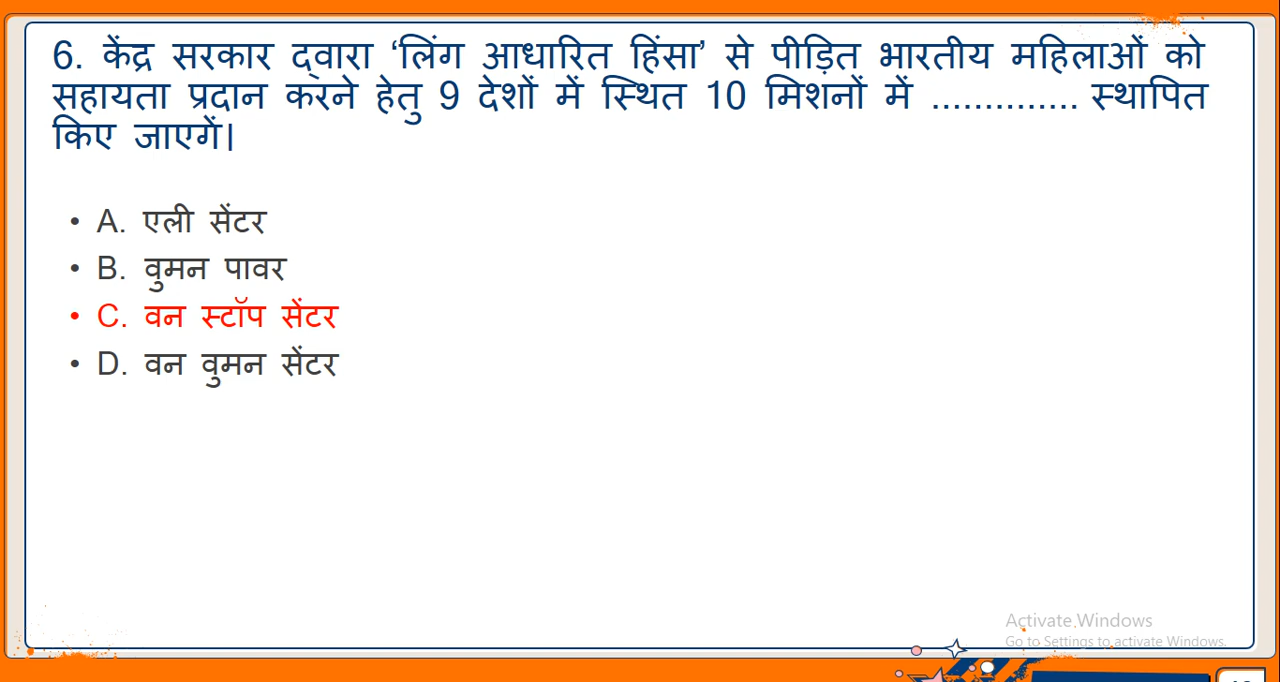 6. केंद्र सरकार द्वारा ‘लिंग आधारित हिंसा’ से पीड़ित भारतीय महिलाओं को
सहायता प्रदान करने हेतु 9 देशों में स्थित 10 मिशनों में .............. स्थापित
किए जाएगें।
• A. एली सेंटर
• B. वुमन पावर
• C. वन स्टॉप सेंटर
• D. वन वुमन सेंटर
Activate Windows
Go to Settings to activate Windows.